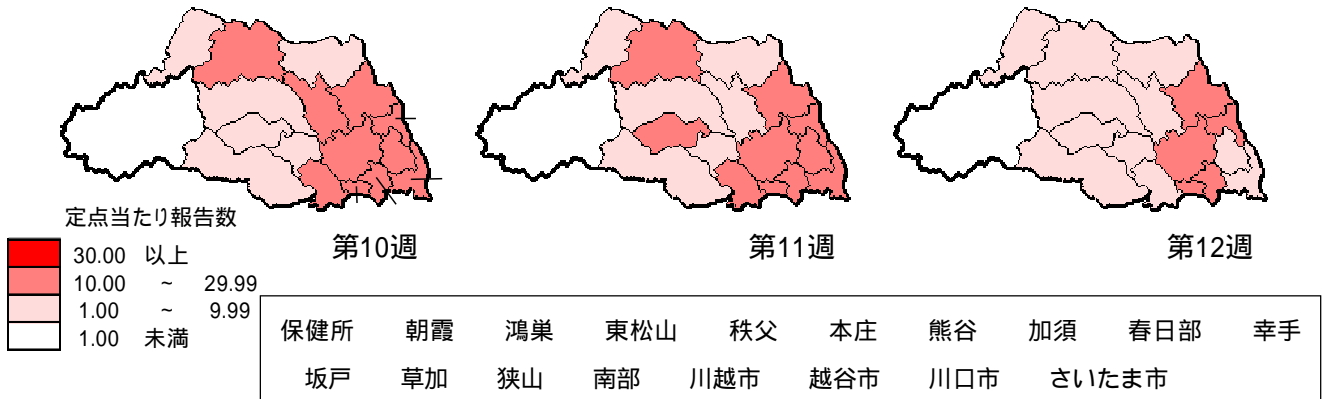 定点当たり報告数
30.00 以上
10.00 ~ 29.99
1.00 ~ 9.99
1.00 未満
第10週
第11週
第12週
保健所 朝霞 鴻巣 東松山 秩父 本庄 熊谷 加須 春日部 幸手
坂戸 草加 狭山 南部 川越市 越谷市 川口市 さいたま市